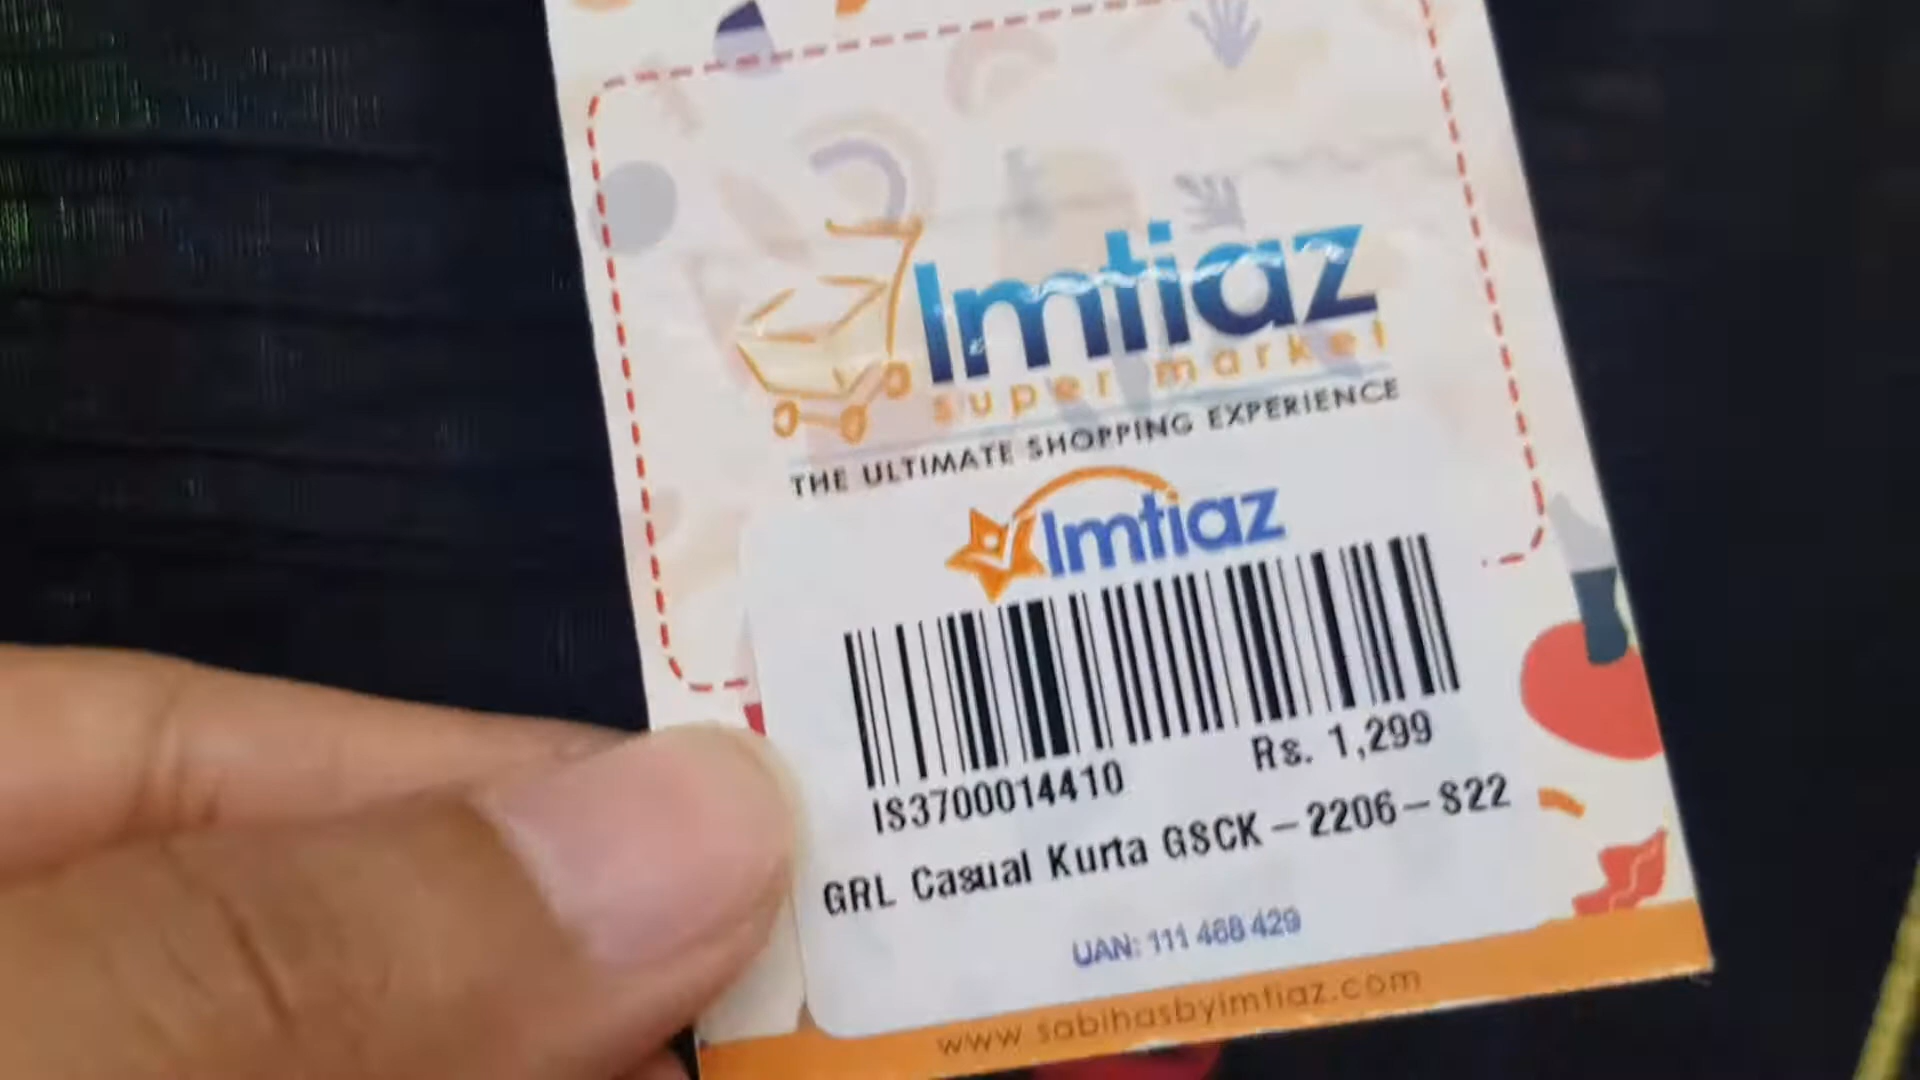 Imtiaz
super market
THE ULTIMATE SHOPPING EXPERIENCE
Imtiaz
IS3700014410
Rs. 1,299
GRL Casual Kurta GSCK-2206-S22
UAN: 111 468 429
www.sabihasbyimtiaz.com